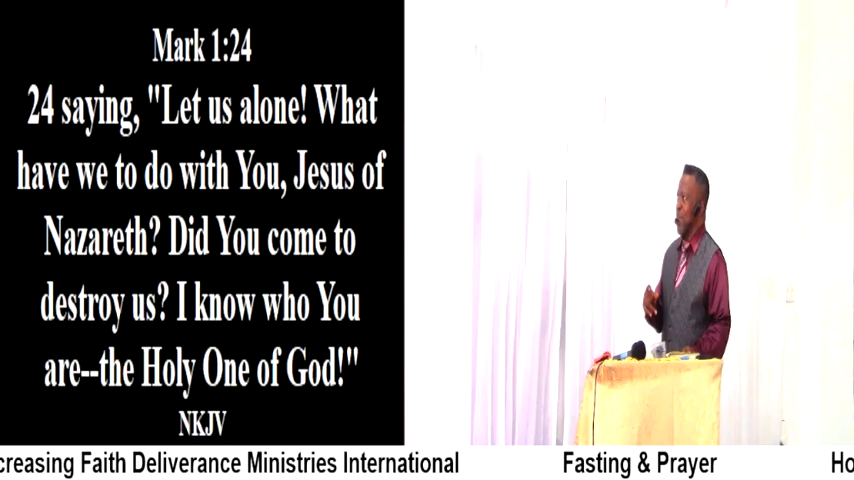 Mark 1:24
24 saying, "Let us alone! What
have we to do with You, Jesus of
Nazareth? Did You come to
destroy us? I know who You
are--the Holy One of God!"
NKJV
creasing Faith Deliverance Ministries International Fasting & Prayer Ho